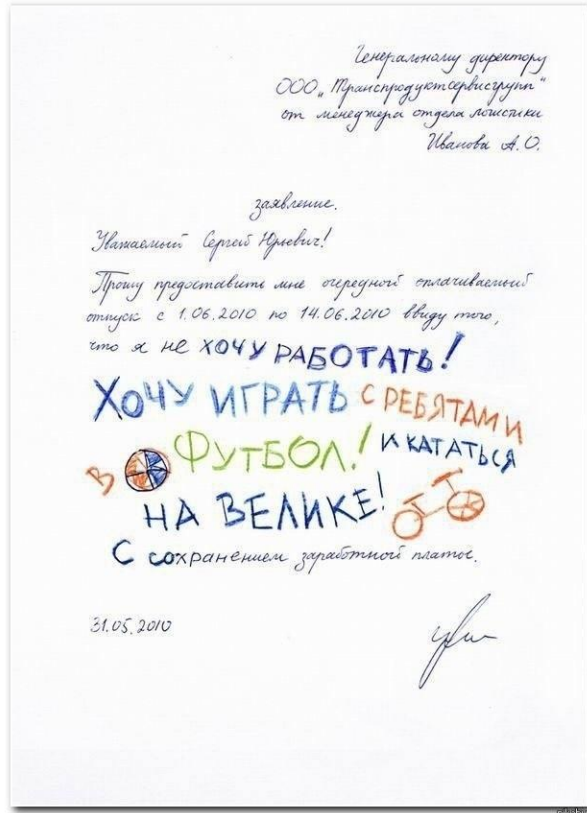 Генеральному директору
ООО „Транспродуктсервисгрупп“
от менеджера отдела логистики
Иванова А.О.
заявление.
Уважаемый Сергей Юрьевич!
Прошу предоставить мне очередной оплачиваемый
отпуск с 1.06.2010 по 14.06.2010 ввиду того,
что я не хочу РАБОТАТЬ!
ХОЧУ ИГРАТЬ С РЕБЯТАМИ
В ФУТБОЛ! И КАТАТЬСЯ
НА ВЕЛИКЕ!
С сохранением заработной платы.
31.05.2010